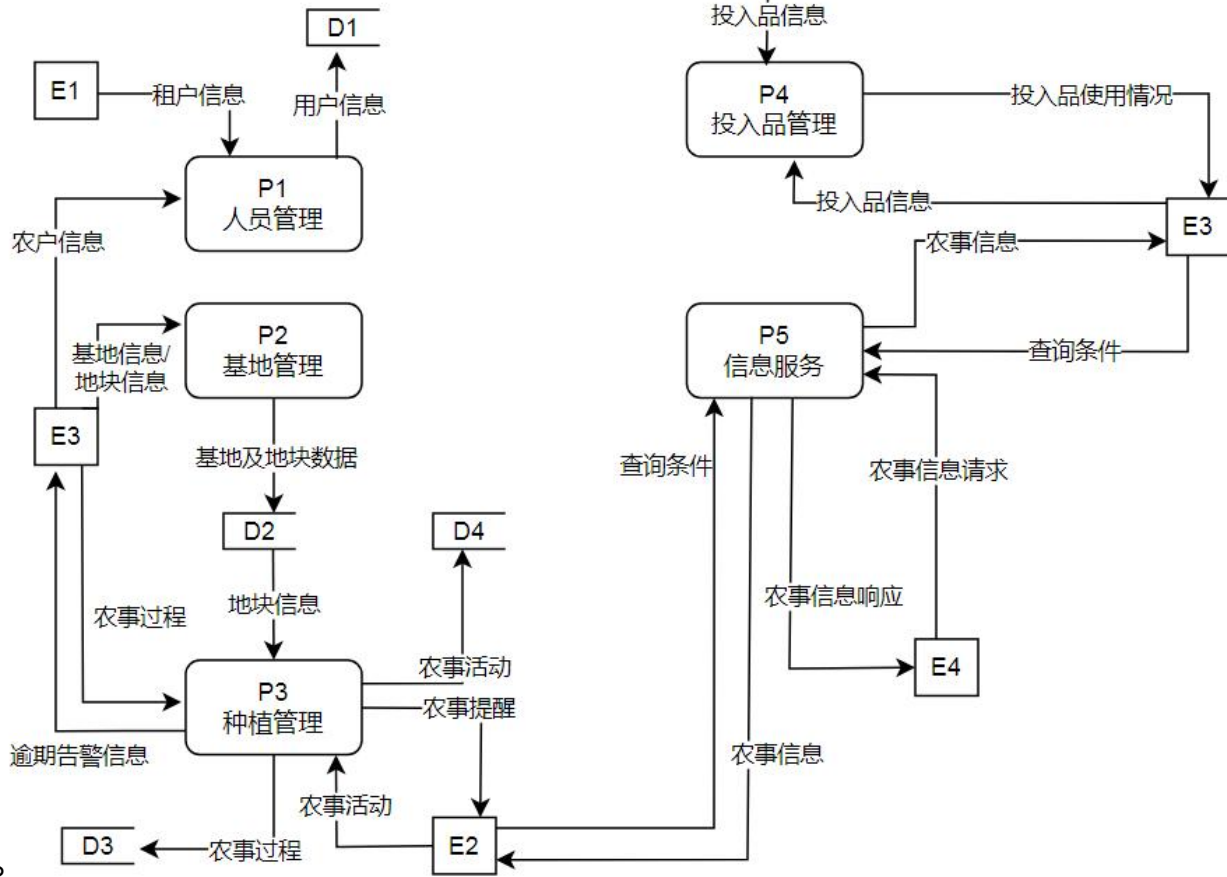 D1
投入品信息
E1
租户信息
用户信息
P4
投入品管理
投入品使用情况
P1
人员管理
投入品信息
E3
农户信息
农事信息
P2
基地管理
基地信息/
地块信息
P5
信息服务
查询条件
E3
基地及地块数据
查询条件
农事信息请求
D2
D4
农事过程
地块信息
农事信息响应
P3
种植管理
农事活动
农事提醒
E4
逾期告警信息
农事信息
农事活动
D3
农事过程
E2